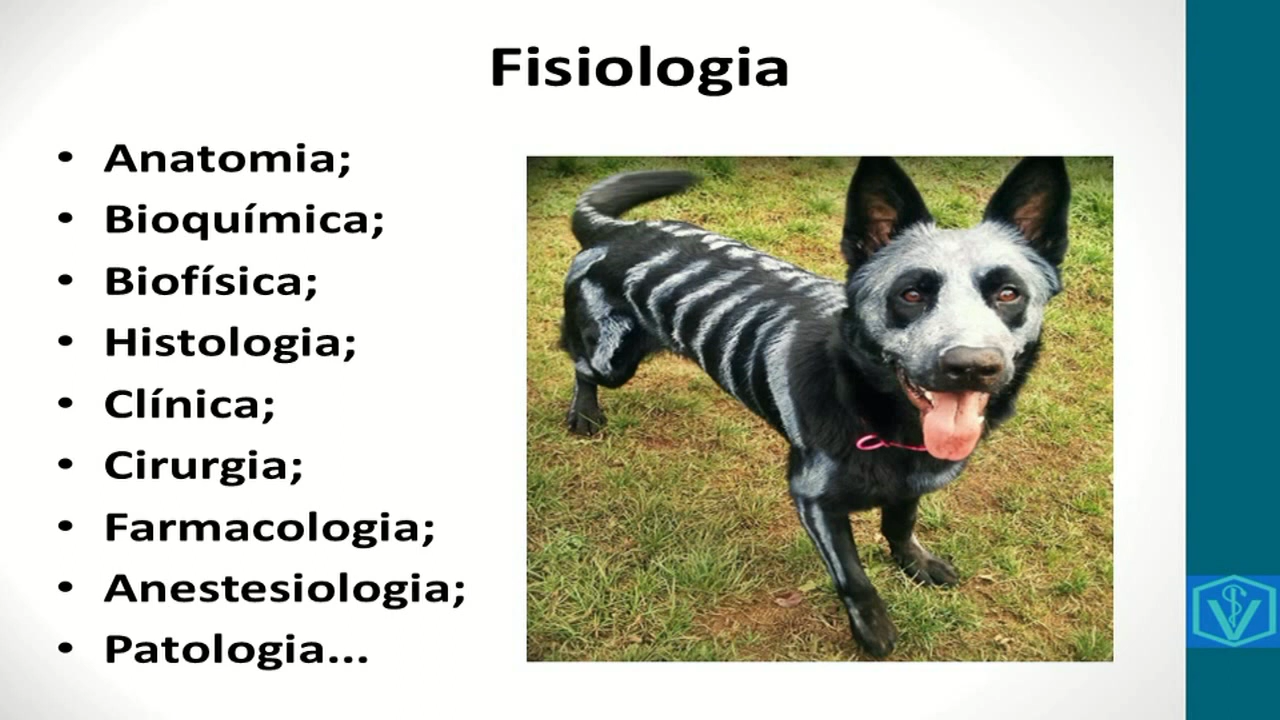 Fisiologia
• Anatomia;
• Bioquímica;
• Biofísica;
• Histologia;
• Clínica;
• Cirurgia;
• Farmacologia;
• Anestesiologia;
• Patologia...
V